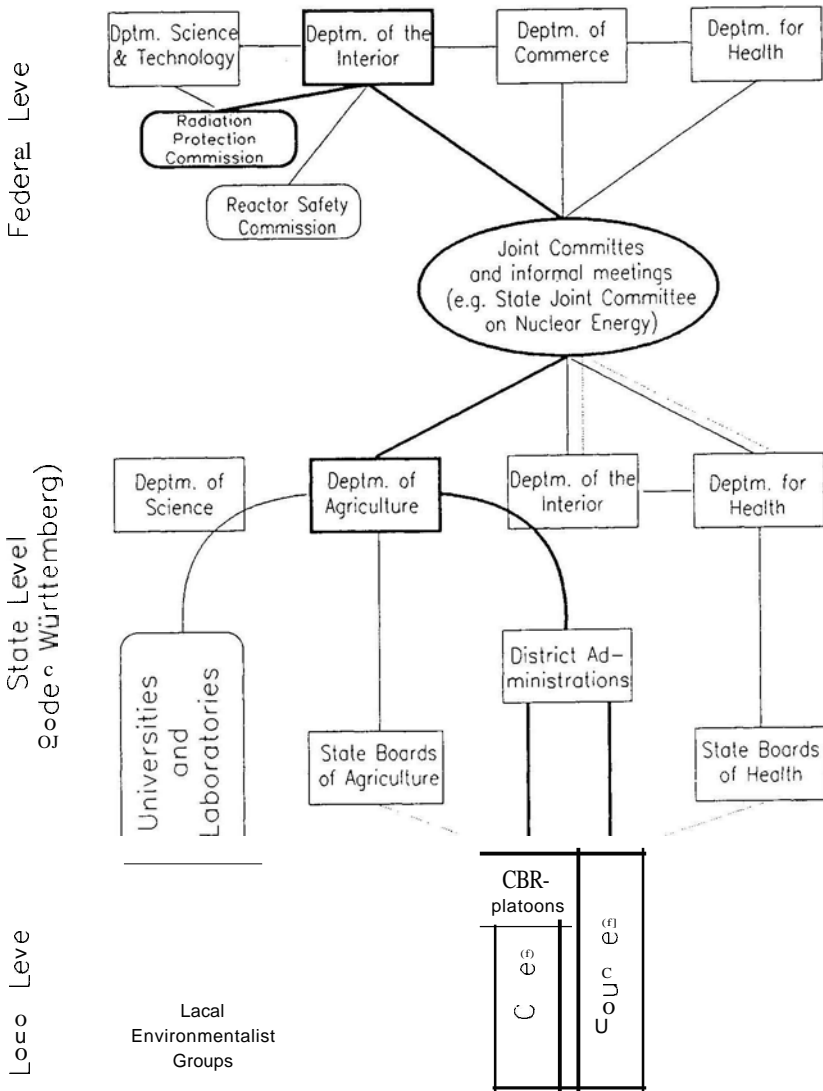 Federal Leve
Dptm. Science
& Technology
Deptm. of the
Interior
Deptm. of
Commerce
Deptm. for
Health
Radiation
Protection
Commission
Reactor Safety
Commission
Joint Committes
and informal meetings
(e.g. State Joint Committee
on Nuclear Energy)
State Level
Württemberg)
Deptm. of
Science
Deptm. of
Agriculture
Deptm. of the
Interior
Deptm. for
Health
Universities
and
Laboratories
District Ad-
ministrations
State Boards
of Agriculture
State Boards
of Health
Leve
CBR-
platoons
Lacal
Environmentalist
Groups